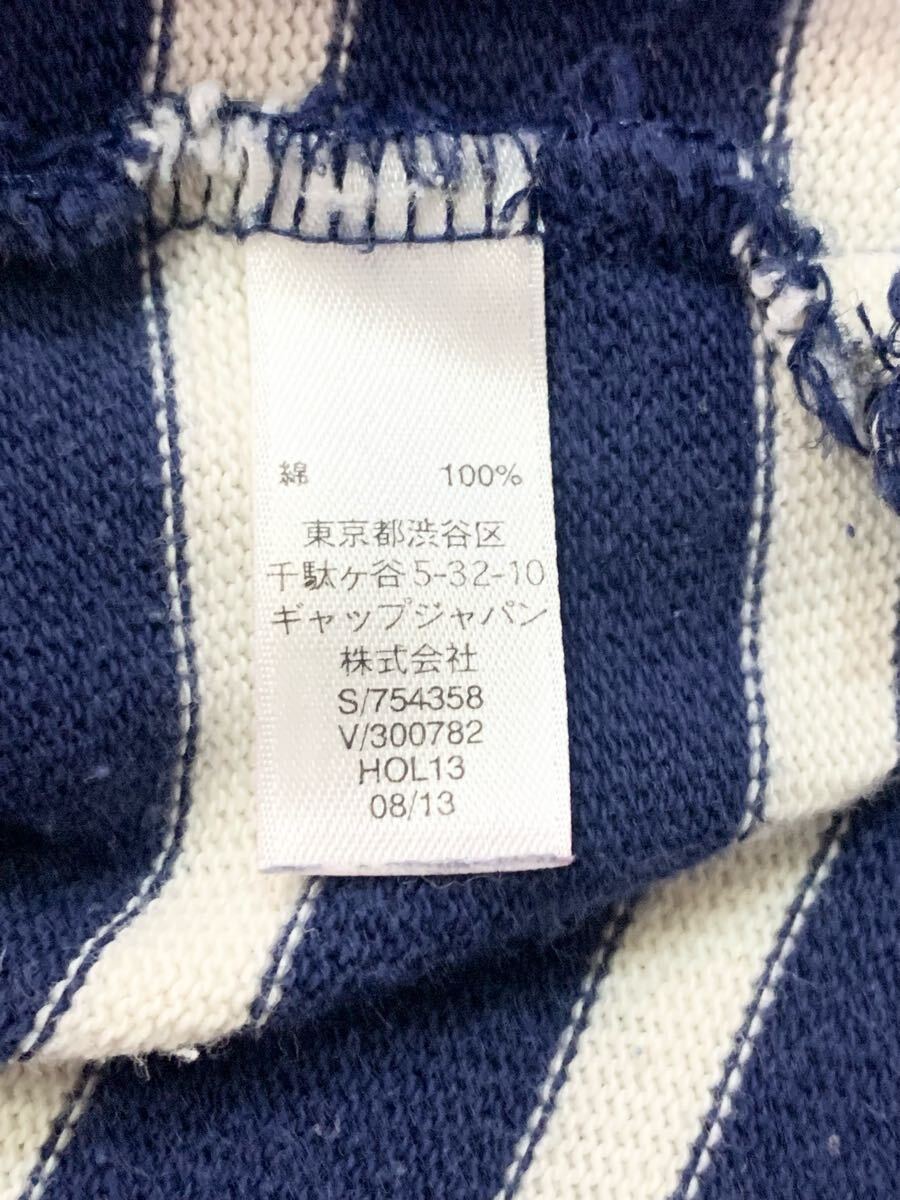 綿 100%
東京都渋谷区
千駄ヶ谷5-32-10
ギャップジャパン
株式会社
S/754358
V/300782
HOL13
08/13